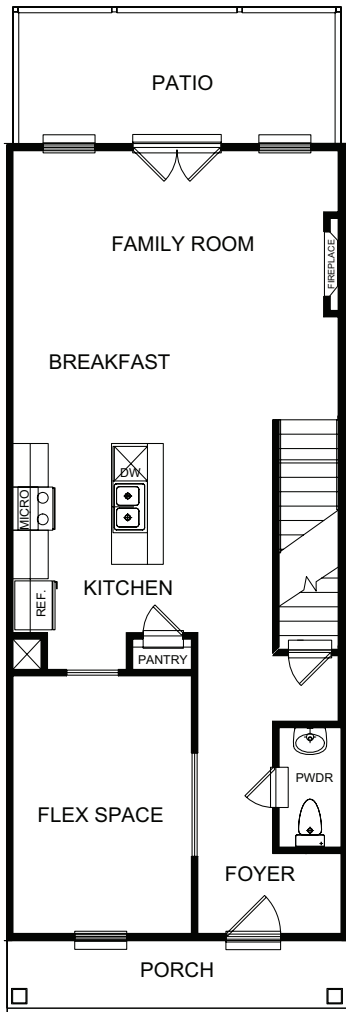 PATIO
FAMILY ROOM
FIREPLACE
BREAKFAST
DW
MICRO
KITCHEN
REF.
PANTRY
PWDR
FLEX SPACE
FOYER
PORCH